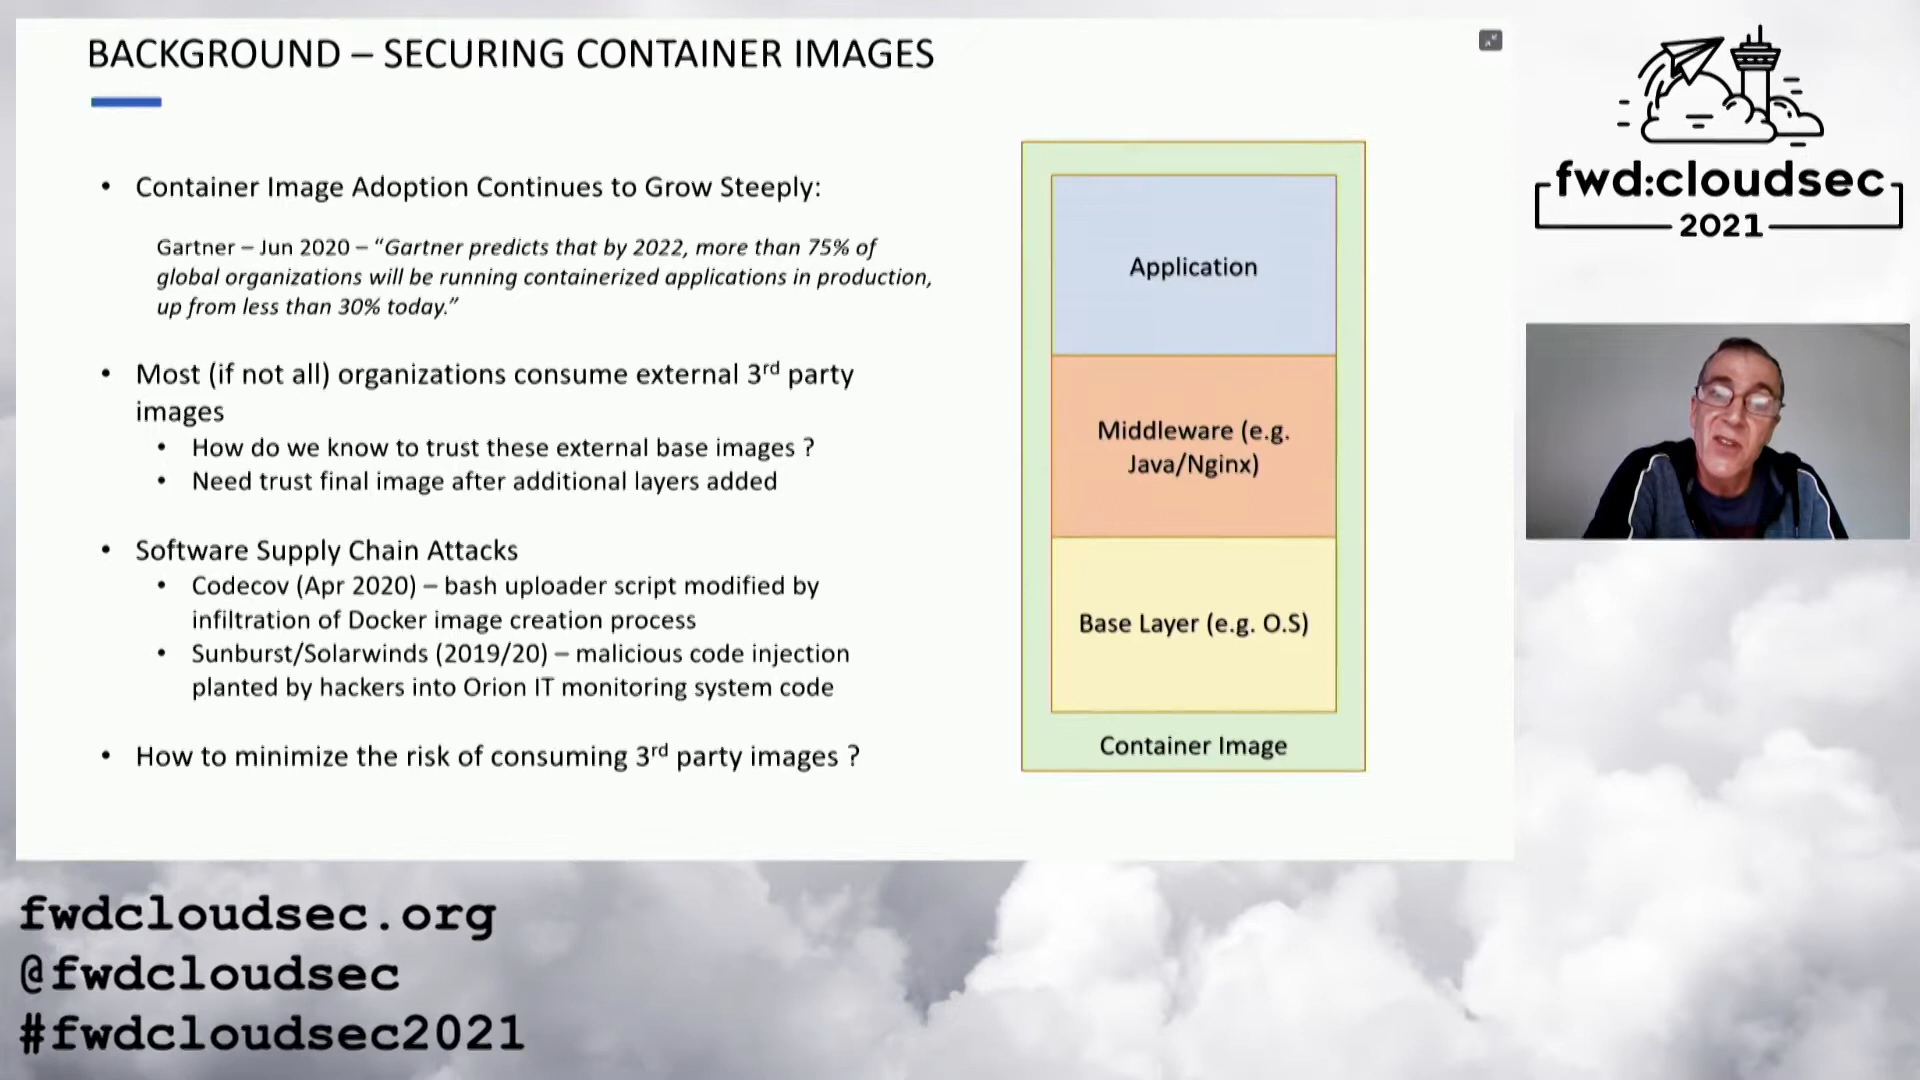 BACKGROUND – SECURING CONTAINER IMAGES
• Container Image Adoption Continues to Grow Steeply:
Gartner – Jun 2020 – “Gartner predicts that by 2022, more than 75% of
global organizations will be running containerized applications in production,
up from less than 30% today.”
• Most (if not all) organizations consume external 3rd party
images
• How do we know to trust these external base images ?
• Need trust final image after additional layers added
• Software Supply Chain Attacks
• Codecov (Apr 2020) – bash uploader script modified by
infiltration of Docker image creation process
• Sunburst/Solarwinds (2019/20) – malicious code injection
planted by hackers into Orion IT monitoring system code
• How to minimize the risk of consuming 3rd party images ?
Application
Middleware (e.g.
Java/Nginx)
Base Layer (e.g. O.S)
Container Image
fwd:cloudsec
2021
fwdcloudsec.org
@fwdcloudsec
#fwdcloudsec2021